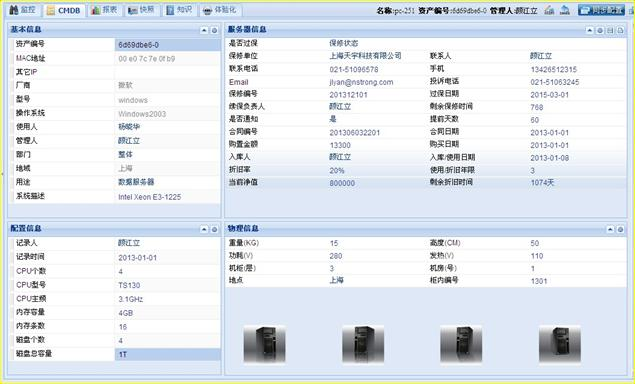 监控 CMDB 报表 快照 知识 体验化 名称:pc-251 资产编号:6d69dbe6-0 管理人:颜江立 同步配置
基本信息
资产编号 6d69dbe6-0
MAC地址 00 e0 7c 7e 0f b9
其它IP
厂商 微软
型号 windows
操作系统 Windows2003
使用人 杨晓华
管理人 颜江立
部门 整体
地域 上海
用途 数据服务器
系统描述 Intel Xeon E3-1225
服务器信息
是否过保 保修状态
保修单位 上海天宇科技有限公司 联系人 颜江立
联系电话 021-51096578 手机 13426512315
Email jlyan@nstrong.com 投诉电话 021-51063245
保修编号 201312101 过保日期 2015-03-01
续保负责人 颜江立 剩余保修时间 768
是否通知 是 提前天数 60
合同编号 201306032201 合同日期 2013-01-01
购置金额 13300 购买日期 2013-01-01
入库人 颜江立 入库/使用日期 2013-01-08
折旧率 20% 使用/折旧年限 3
当前净值 800000 剩余折旧时间 1074天
配置信息
记录人 颜江立
记录时间 2013-01-01
CPU个数 4
CPU型号 TS130
CPU主频 3.1GHz
内存容量 4GB
内存条数 16
磁盘个数 4
磁盘总容量 1T
物理信息
重量(KG) 15 高度(CM) 50
功耗(V) 280 发热(V) 110
机柜(层) 3 机房(号) 1
地点 上海 柜内编号 1301